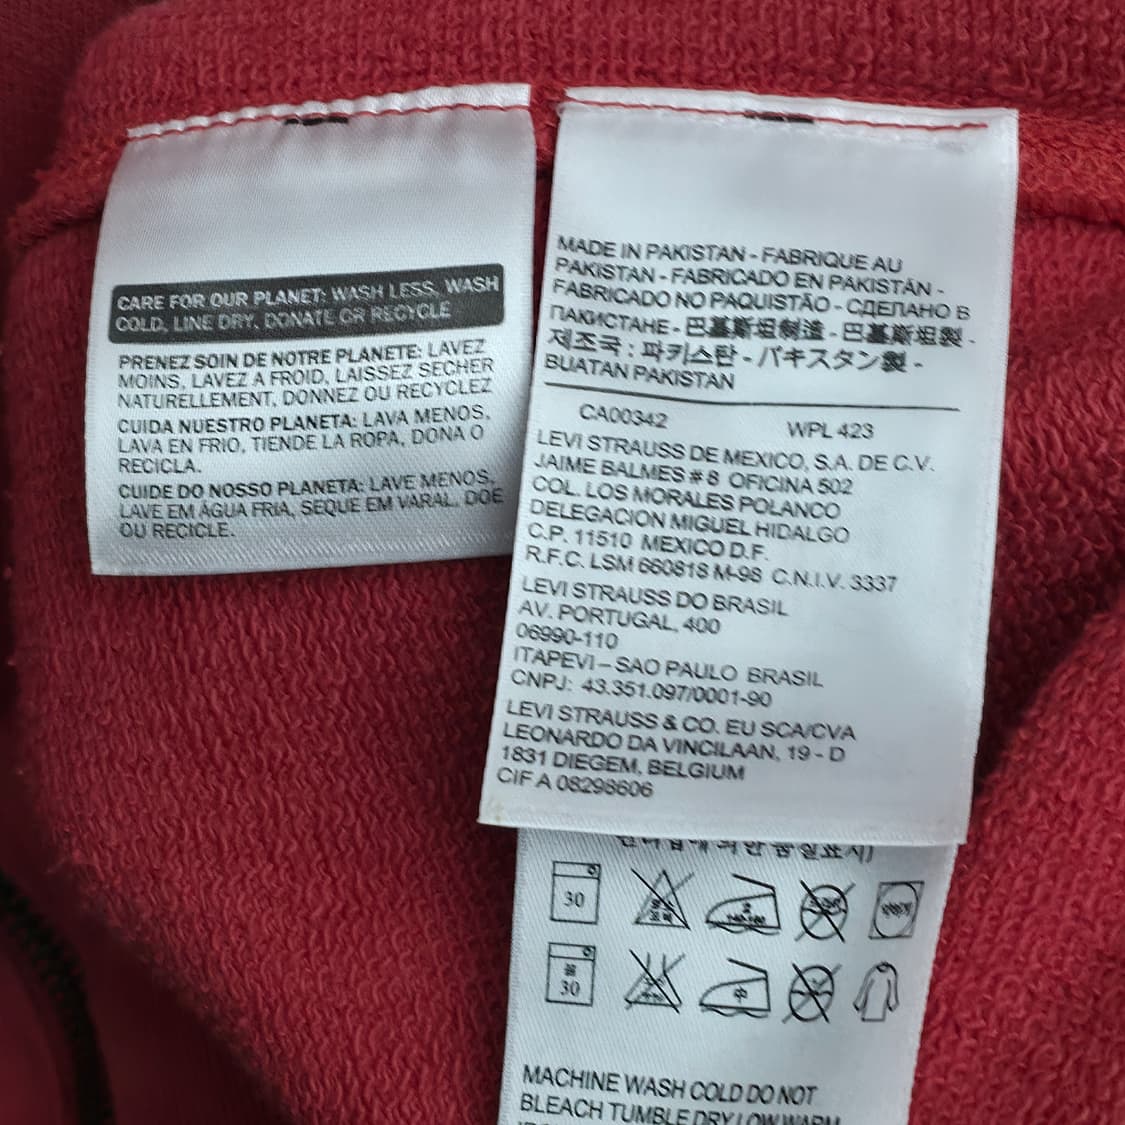 CARE FOR OUR PLANET: WASH LESS, WASH
COLD, LINE DRY, DONATE OR RECYCLE
PRENEZ SOIN DE NOTRE PLANETE: LAVEZ
MOINS, LAVEZ A FROID, LAISSEZ SECHER
NATURELLEMENT, DONNEZ OU RECYCLEZ
CUIDA NUESTRO PLANETA: LAVA MENOS,
LAVA EN FRIO, TIENDE LA ROPA, DONA O
RECICLA.
CUIDE DO NOSSO PLANETA: LAVE MENOS,
LAVE EM ÁGUA FRIA, SEQUE EM VARAL, DOE
OU RECICLE.
MADE IN PAKISTAN - FABRIQUE AU
PAKISTAN - FABRICADO EN PAKISTÁN -
FABRICADO NO PAQUISTÃO - СДЕЛАНО В
ПАКИСТАНЕ - 巴基斯坦制造 - 巴基斯坦製 -
제조국 : 파키스탄 - パキスタン製 -
BUATAN PAKISTAN
CA00342 WPL 423
LEVI STRAUSS DE MEXICO, S.A. DE C.V.
JAIME BALMES # 8 OFICINA 502
COL. LOS MORALES POLANCO
DELEGACION MIGUEL HIDALGO
C.P. 11510 MEXICO D.F.
R.F.C. LSM 660818 M-98 C.N.I.V. 3337
LEVI STRAUSS DO BRASIL
AV. PORTUGAL, 400
06990-110
ITAPEVI – SAO PAULO BRASIL
CNPJ: 43.351.097/0001-90
LEVI STRAUSS & CO. EU SCA/CVA
LEONARDO DA VINCILAAN, 19 - D
1831 DIEGEM, BELGIUM
CIF A 08298606
30
30
中
MACHINE WASH COLD DO NOT
BLEACH TUMBLE DRY LOW WARM